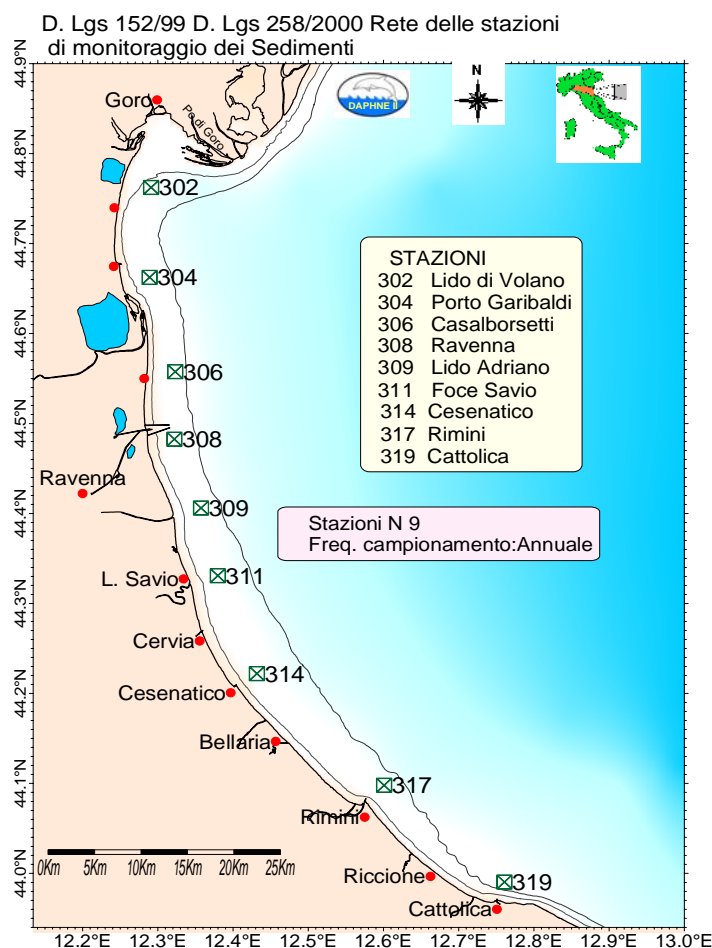 D. Lgs 152/99 D. Lgs 258/2000 Rete delle stazioni
di monitoraggio dei Sedimenti
44.9°N
44.8°N
44.7°N
44.6°N
44.5°N
44.4°N
44.3°N
44.2°N
44.1°N
44.0°N
Goro
Po di Goro
DAPHNE II
N
302
304
306
308
309
311
314
317
319
STAZIONI
302 Lido di Volano
304 Porto Garibaldi
306 Casalborsetti
308 Ravenna
309 Lido Adriano
311 Foce Savio
314 Cesenatico
317 Rimini
319 Cattolica
Stazioni N 9
Freq. campionamento:Annuale
Ravenna
L. Savio
Cervia
Cesenatico
Bellaria
Rimini
Riccione
Cattolica
0Km 5Km 10Km 15Km 20Km 25Km
12.2°E 12.3°E 12.4°E 12.5°E 12.6°E 12.7°E 12.8°E 12.9°E 13.0°E